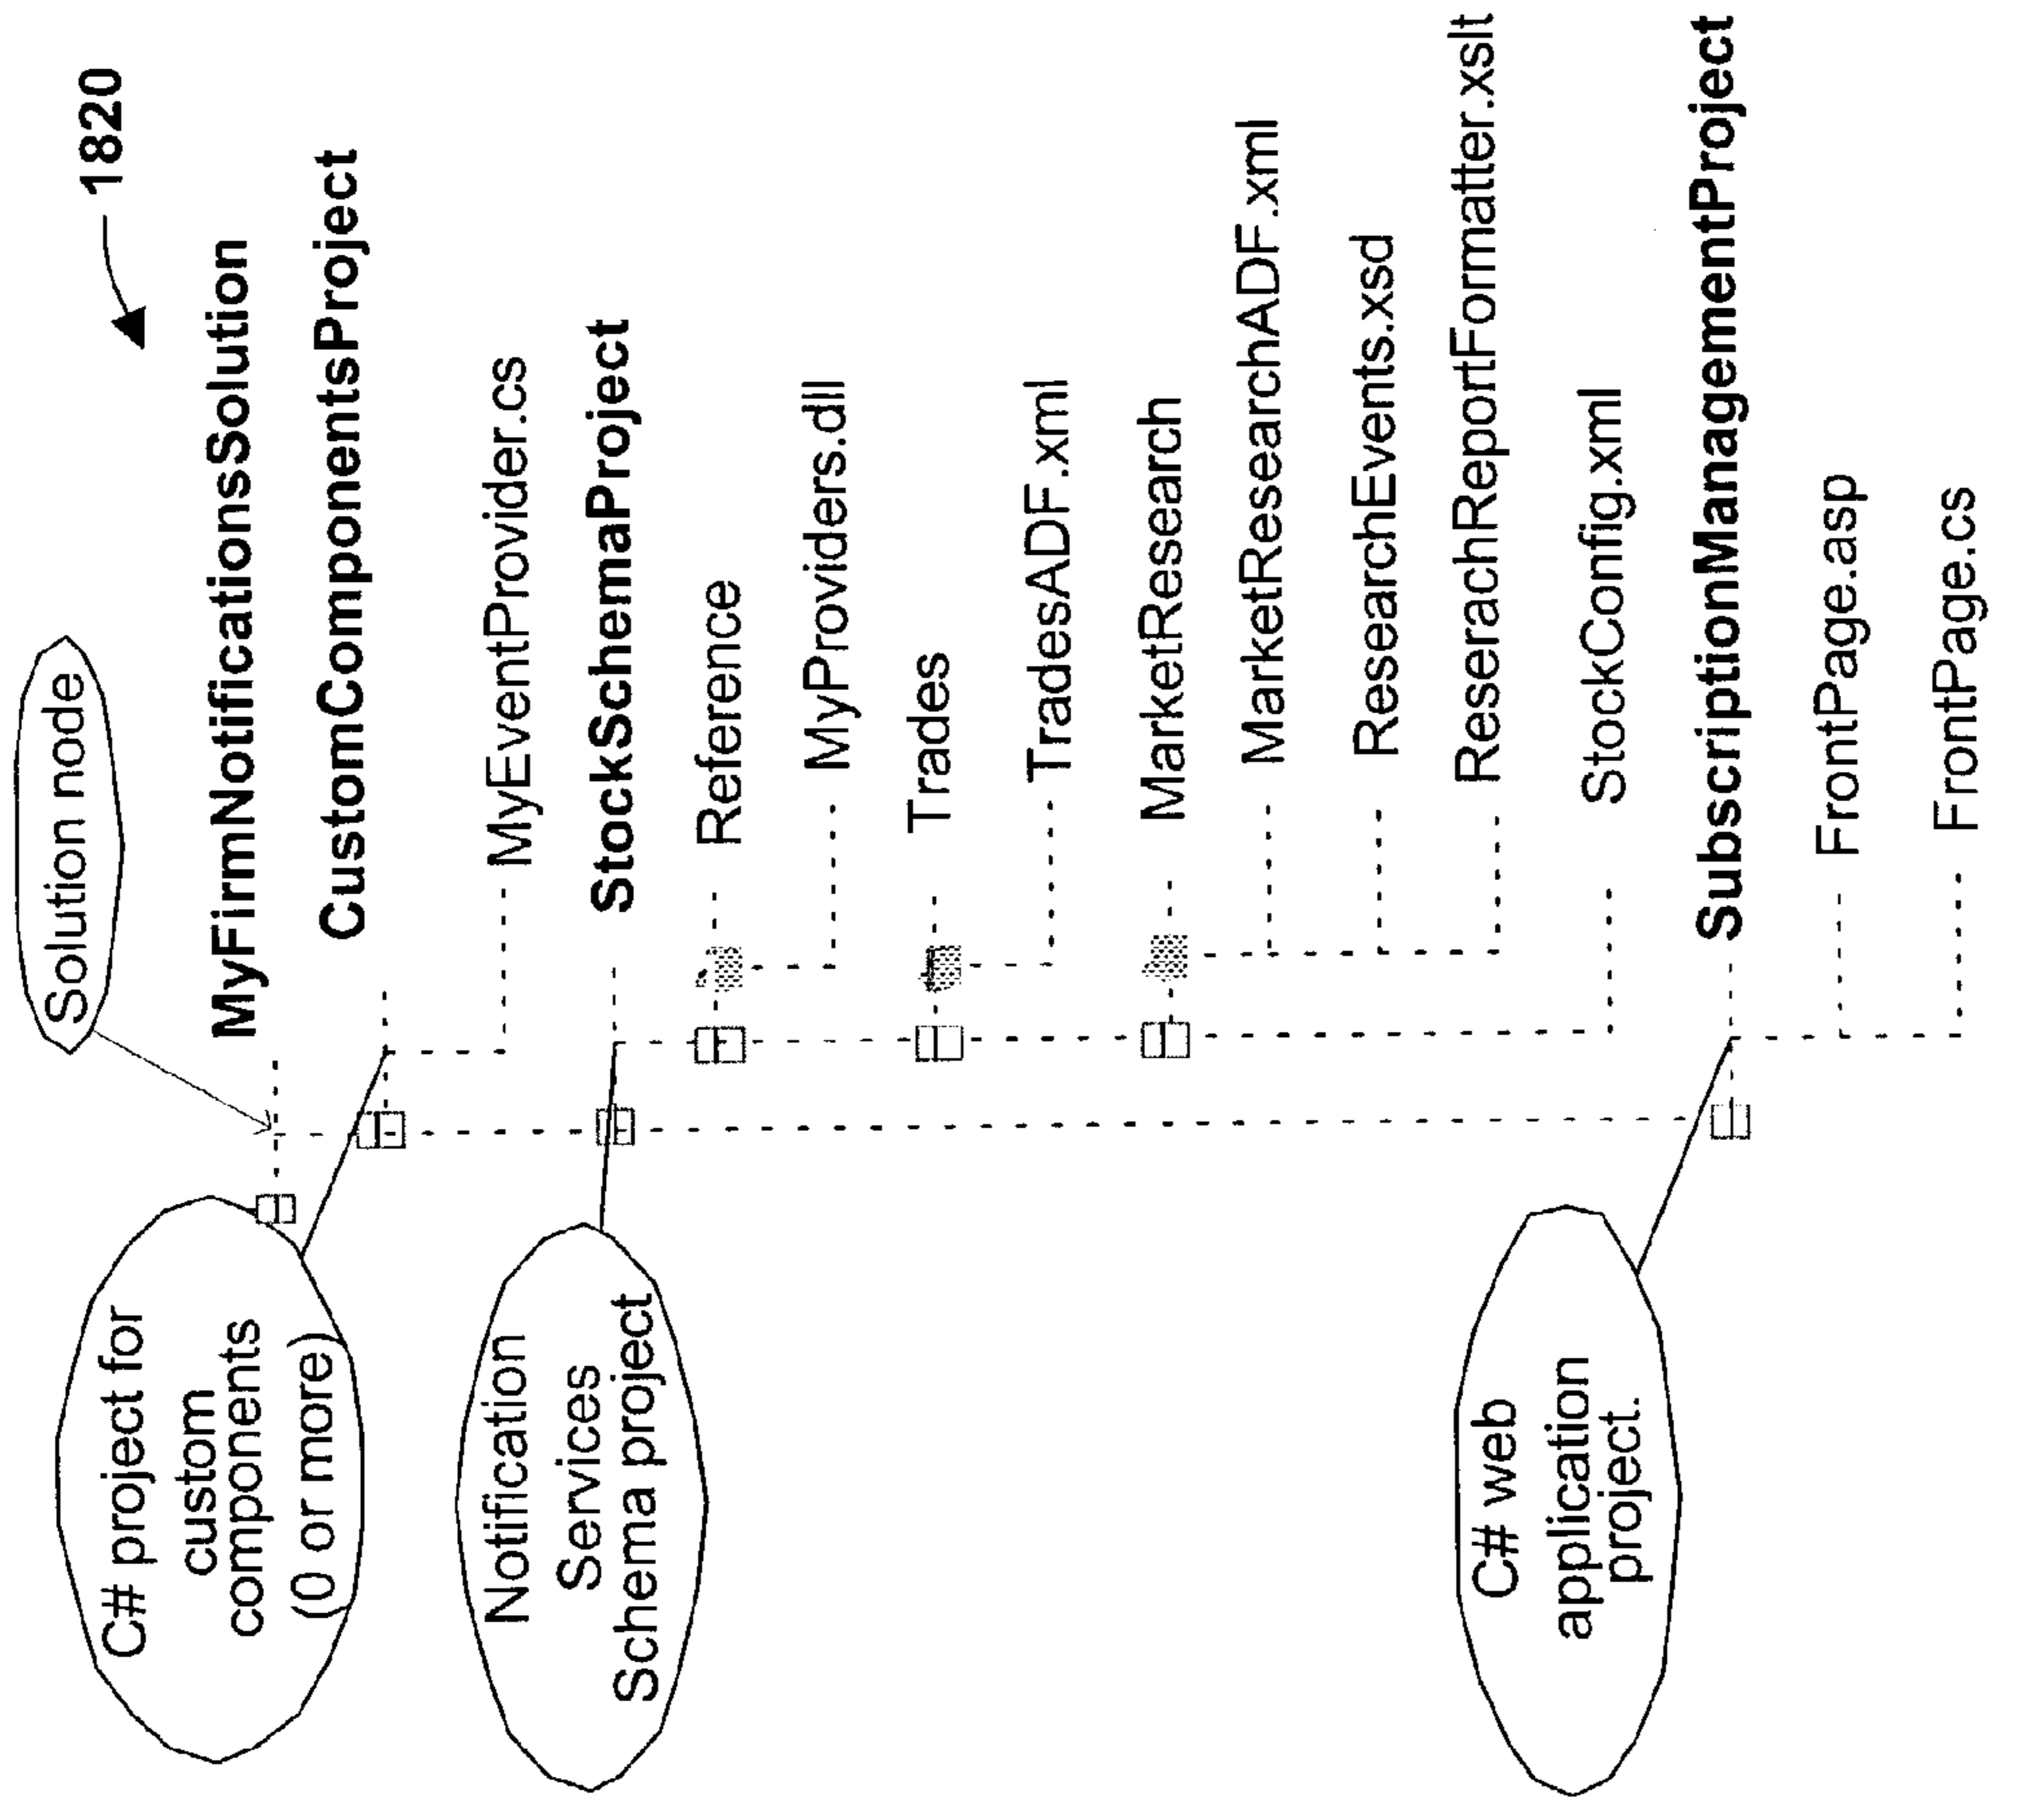 1820
Solution node
MyFirmNotificationsSolution
C# project for
custom
components
(0 or more)
CustomComponentsProject
MyEventProvider.cs
Notification
Services
Schema project
StockSchemaProject
Reference
MyProviders.dll
Trades
TradesADF.xml
MarketResearch
MarketResearchADF.xml
ResearchEvents.xsd
ReserachReportFormatter.xslt
StockConfig.xml
C# web
application
project.
SubscriptionManagementProject
FrontPage.asp
FrontPage.cs